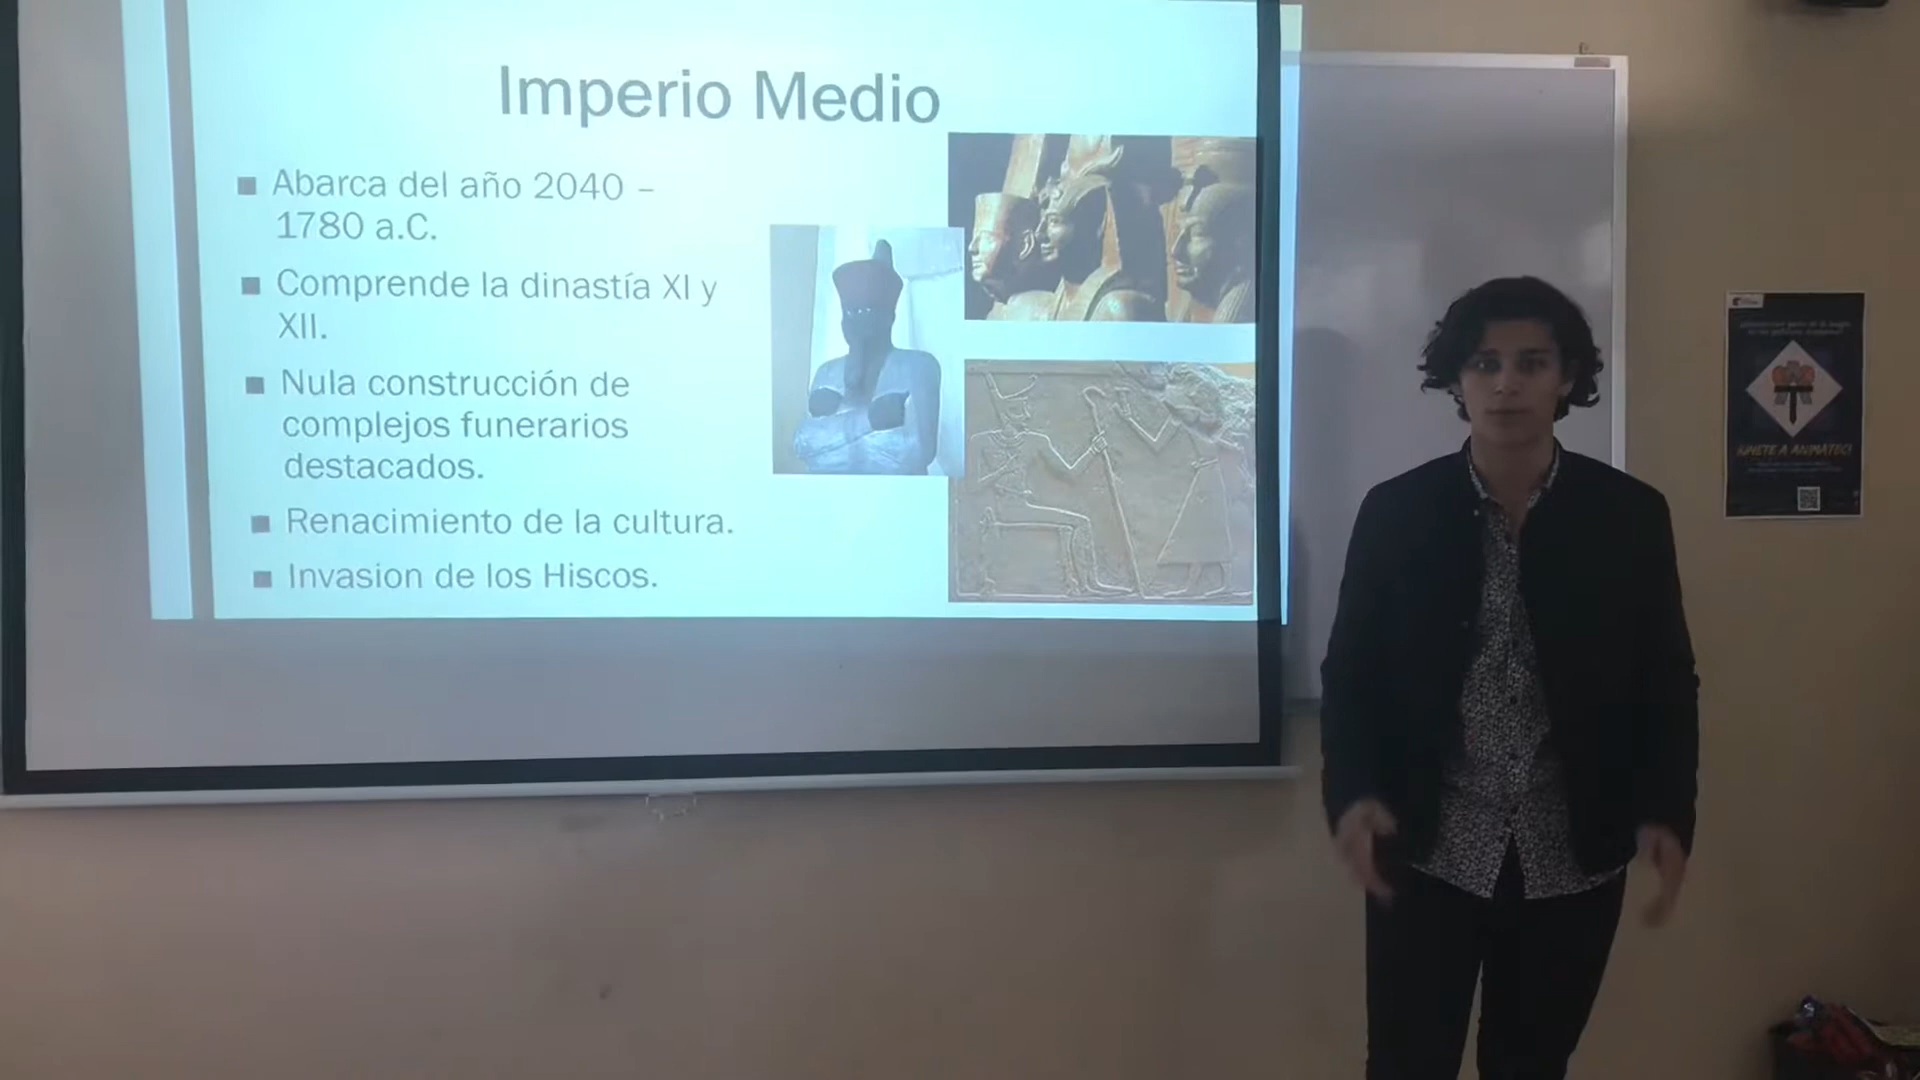 Imperio Medio
Abarca del año 2040 –
1780 a.C.
Comprende la dinastía XI y
XII.
Nula construcción de
complejos funerarios
destacados.
Renacimiento de la cultura.
Invasion de los Hiscos.
¡ÚNETE A ANIMATEC!